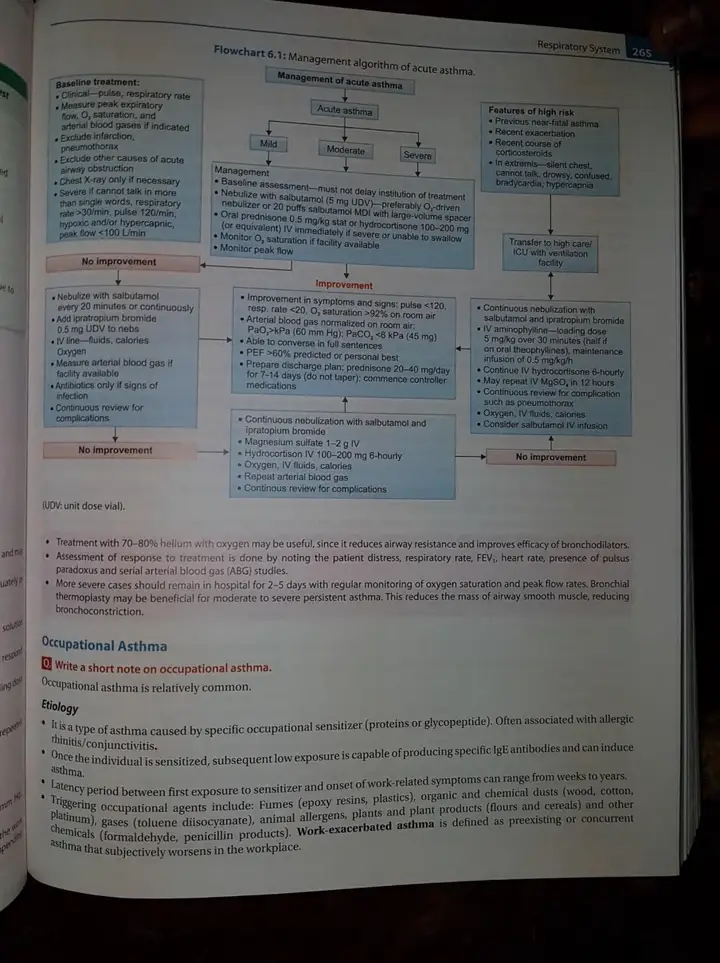 Respiratory System 265
Flowchart 6.1: Management algorithm of acute asthma.
Management of acute asthma
Acute asthma
Mild
Moderate
Severe
Baseline treatment:
• Clinical—pulse, respiratory rate
• Measure peak expiratory
flow, O₂ saturation, and
arterial blood gases if indicated
• Exclude infarction,
pneumothorax
• Exclude other causes of acute
airway obstruction
• Chest X-ray only if necessary
• Severe if cannot talk in more
than single words, respiratory
rate >30/min, pulse 120/min,
hypoxic and/or hypercapnic,
peak flow <100 L/min
Features of high risk
• Previous near-fatal asthma
• Recent exacerbation
• Recent course of
corticosteroids
• In extremis—silent chest,
cannot talk, drowsy, confused,
bradycardia, hypercapnia
Management
• Baseline assessment—must not delay institution of treatment
• Nebulize with salbutamol (5 mg UDV)—preferably O₂-driven
nebulizer or 20 puffs salbutamol MDI with large-volume spacer
• Oral prednisone 0.5 mg/kg stat or hydrocortisone 100–200 mg
(or equivalent) IV immediately if severe or unable to swallow
• Monitor O₂ saturation if facility available
• Monitor peak flow
Transfer to high care/
ICU with ventilation
facility
No improvement
Improvement
• Nebulize with salbutamol
every 20 minutes or continuously
• Add ipratropium bromide
0.5 mg UDV to nebs
• IV line—fluids, calories
Oxygen
• Measure arterial blood gas if
facility available
• Antibiotics only if signs of
infection
• Continuous review for
complications
• Improvement in symptoms and signs: pulse <120,
resp. rate <20, O₂ saturation >92% on room air
• Arterial blood gas normalized on room air:
PaO₂>kPa (60 mm Hg); PaCO₂ <6 kPa (45 mg)
• Able to converse in full sentences
• PEF >60% predicted or personal best
• Prepare discharge plan; prednisone 20–40 mg/day
for 7-14 days (do not taper); commence controller
medications
• Continuous nebulization with
salbutamol and ipratropium bromide
• IV aminophylline—loading dose
5 mg/kg over 30 minutes (half if
on oral theophyllines), maintenance
infusion of 0.5 mg/kg/h
• Continue IV hydrocortisone 6-hourly
• May repeat IV MgSO₄ in 12 hours
• Continuous review for complication
such as pneumothorax
• Oxygen, IV fluids, calories
• Consider salbutamol IV infusion
No improvement
• Continuous nebulization with salbutamol and
ipratopium bromide
• Magnesium sulfate 1–2 g IV
• Hydrocortison IV 100–200 mg 6-hourly
• Oxygen, IV fluids, calories
• Repeat arterial blood gas
• Continous review for complications
No improvement
(UDV: unit dose vial).
• Treatment with 70–80% helium with oxygen may be useful, since it reduces airway resistance and improves efficacy of bronchodilators.
• Assessment of response to treatment is done by noting the patient distress, respiratory rate, FEV₁, heart rate, presence of pulsus
paradoxus and serial arterial blood gas (ABG) studies.
• More severe cases should remain in hospital for 2–5 days with regular monitoring of oxygen saturation and peak flow rates. Bronchial
thermoplasty may be beneficial for moderate to severe persistent asthma. This reduces the mass of airway smooth muscle, reducing
bronchoconstriction.
Occupational Asthma
Q Write a short note on occupational asthma.
Occupational asthma is relatively common.
Etiology
• It is a type of asthma caused by specific occupational sensitizer (proteins or glycopeptide). Often associated with allergic
rhinitis/conjunctivitis.
• Once the individual is sensitized, subsequent low exposure is capable of producing specific IgE antibodies and can induce
asthma.
• Latency period between first exposure to sensitizer and onset of work-related symptoms can range from weeks to years.
• Triggering occupational agents include: Fumes (epoxy resins, plastics), organic and chemical dusts (wood, cotton,
platinum), gases (toluene diisocyanate), animal allergens, plants and plant products (flours and cereals) and other
chemicals (formaldehyde, penicillin products). Work-exacerbated asthma is defined as preexisting or concurrent
asthma that subjectively worsens in the workplace.